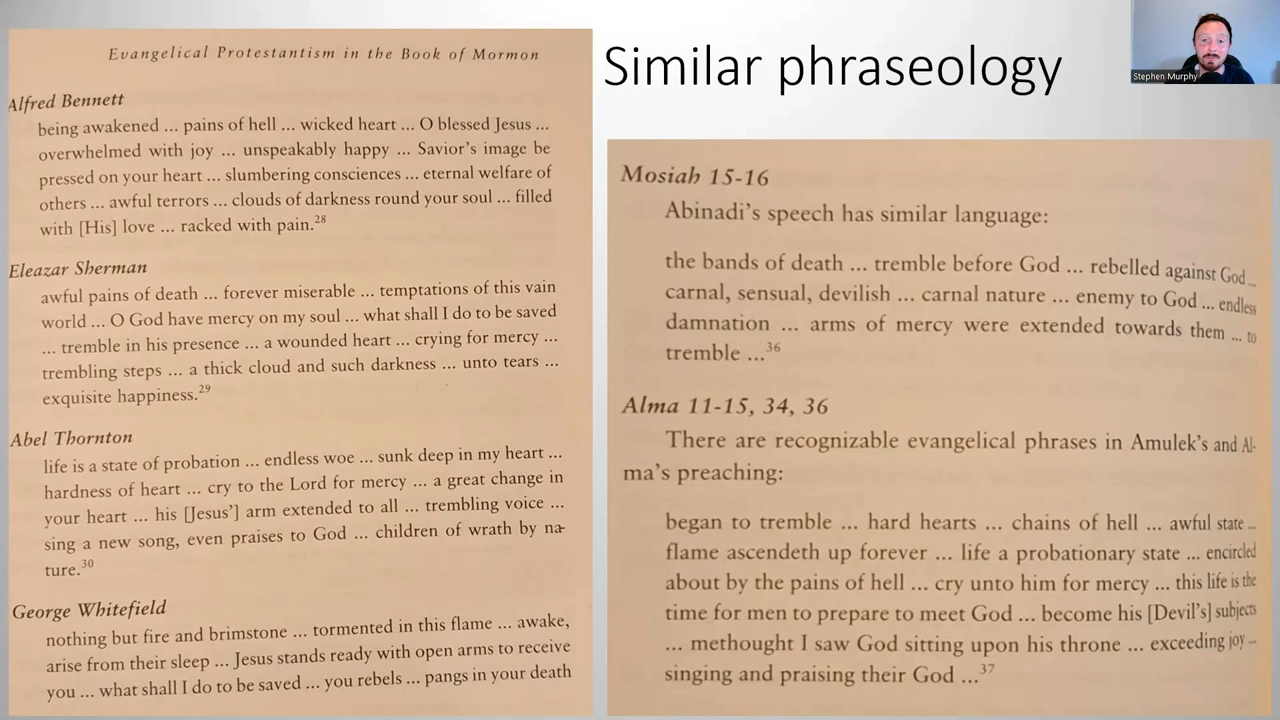 Evangelical Protestantism in the Book of Mormon
Alfred Bennett
being awakened ... pains of hell ... wicked heart ... O blessed Jesus ...
overwhelmed with joy ... unspeakably happy ... Savior's image be
pressed on your heart ... slumbering consciences ... eternal welfare of
others ... awful terrors ... clouds of darkness round your soul ... filled
with [His] love ... racked with pain.28
Eleazar Sherman
awful pains of death ... forever miserable ... temptations of this vain
world ... O God have mercy on my soul ... what shall I do to be saved
... tremble in his presence ... a wounded heart ... crying for mercy ...
trembling steps ... a thick cloud and such darkness ... unto tears ...
exquisite happiness.29
Abel Thornton
life is a state of probation ... endless woe ... sunk deep in my heart ...
hardness of heart ... cry to the Lord for mercy ... a great change in
your heart ... his [Jesus'] arm extended to all ... trembling voice ...
sing a new song, even praises to God ... children of wrath by na-
ture.30
George Whitefield
nothing but fire and brimstone ... tormented in this flame ... awake,
arise from their sleep ... Jesus stands ready with open arms to receive
you ... what shall I do to be saved ... you rebels ... pangs in your death
Similar phraseology
Stephen Murphy
Mosiah 15-16
Abinadi's speech has similar language:
the bands of death ... tremble before God ... rebelled against God ...
carnal, sensual, devilish ... carnal nature ... enemy to God ... endless
damnation ... arms of mercy were extended towards them ... to
tremble ...36
Alma 11-15, 34, 36
There are recognizable evangelical phrases in Amulek's and Al-
ma's preaching:
began to tremble ... hard hearts ... chains of hell ... awful state ...
flame ascendeth up forever ... life a probationary state ... encircled
about by the pains of hell ... cry unto him for mercy ... this life is the
time for men to prepare to meet God ... become his [Devil's] subjects
... methought I saw God sitting upon his throne ... exceeding joy ...
singing and praising their God ...37